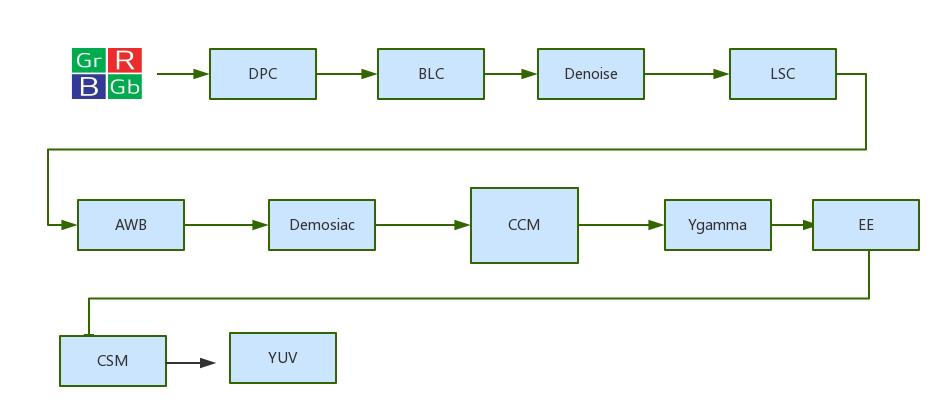 Gr R
B Gb
DPC
BLC
Denoise
LSC
AWB
Demosiac
CCM
Ygamma
EE
CSM
YUV